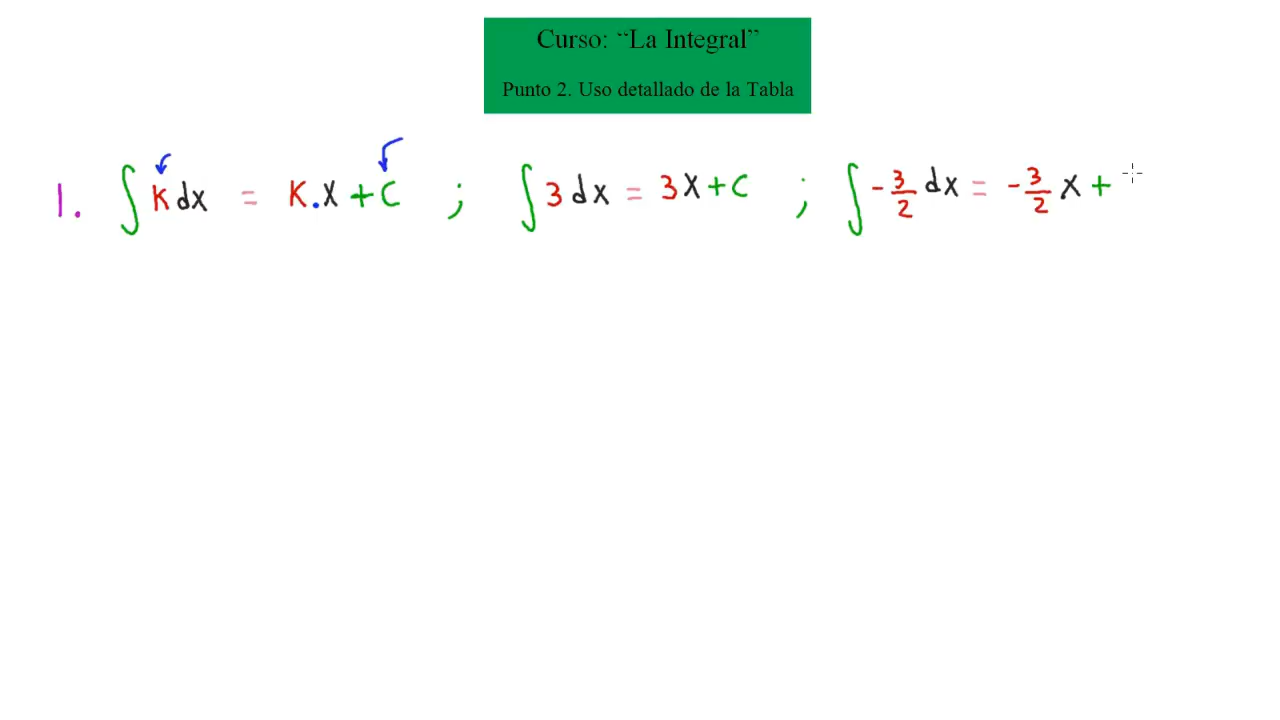 Curso: “La Integral”
Punto 2. Uso detallado de la Tabla
1. ∫ K dx = K.X + C ; ∫ 3 dx = 3X + C ; ∫ -3/2 dx = -3/2 X +